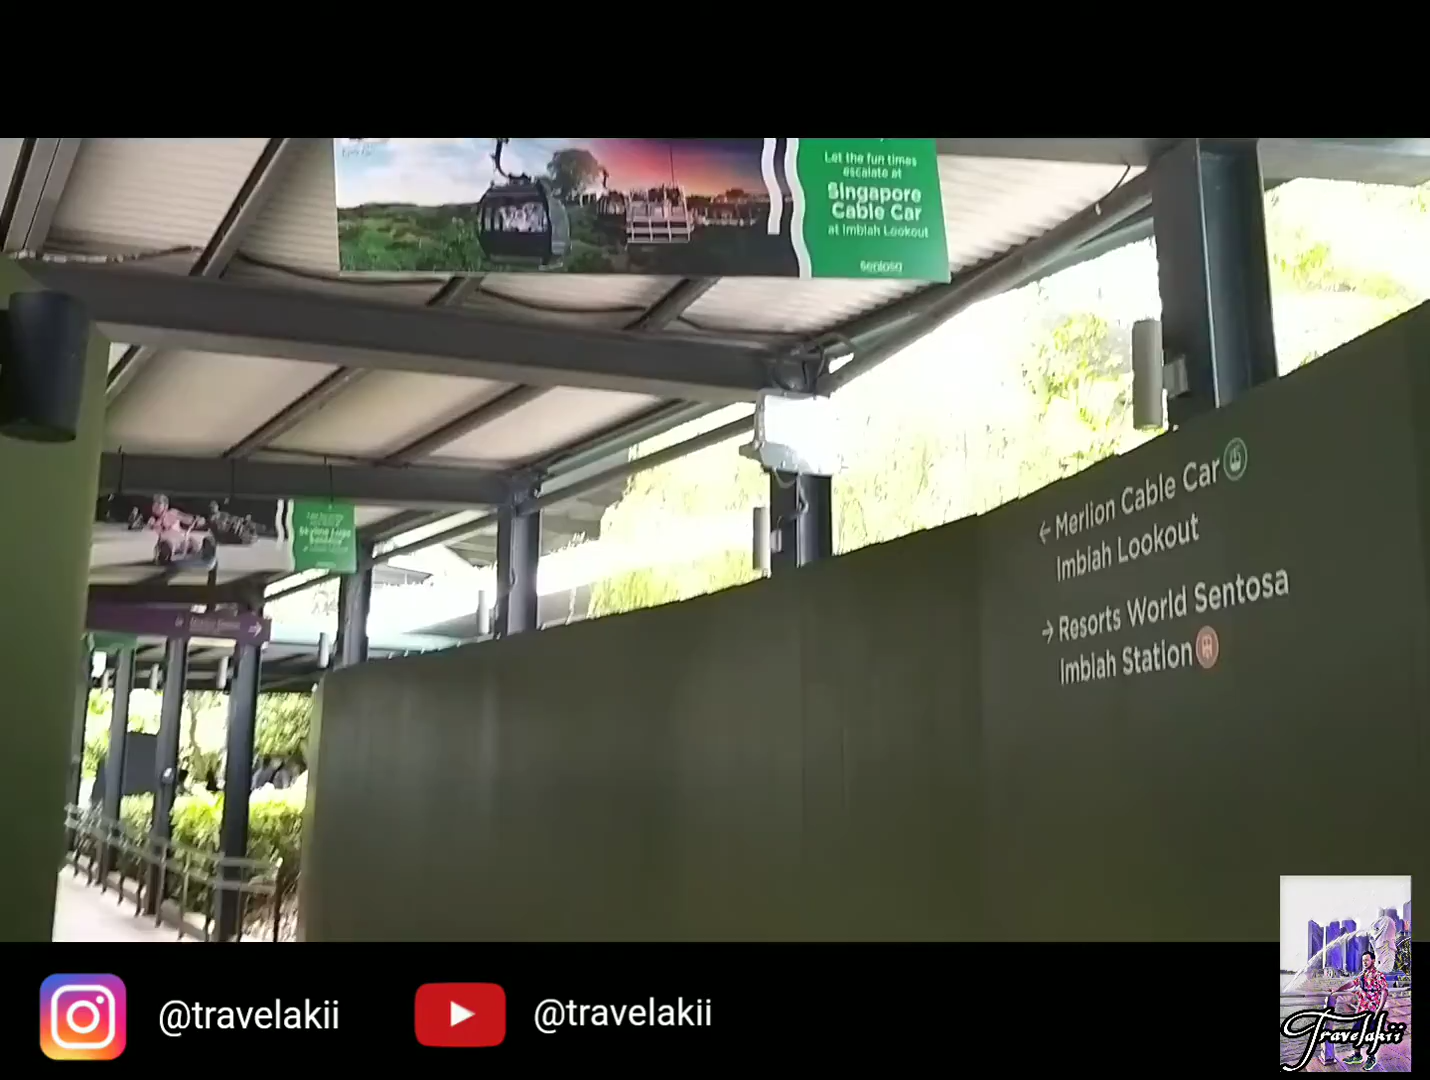 Let the fun times
escalate at
Singapore
Cable Car
at Imbiah Lookout
sentosa
← Merlion Cable Car
Imbiah Lookout
→ Resorts World Sentosa
Imbiah Station
@travelakii
@travelakii
Travelakii